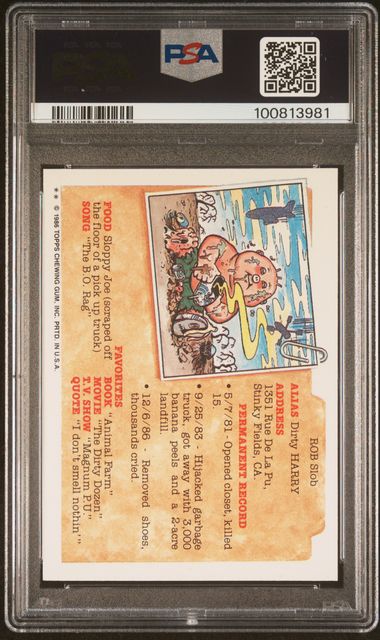 PSA
100813981
ROB Slob
ALIAS Dirty HARRY
ADDRESS
1351 Rue De La Pu,
Stinky Fields, CA
PERMANENT RECORD
• 5/7/81 - Opened closet, killed
15
• 9/25/83 - Hijacked garbage
truck, got away with 3,000
banana peels and a 2-acre
landfill.
• 12/6/86 - Removed shoes,
thousands cried.
FAVORITES
FOOD Sloppy Joe (scraped off
the floor of a pick up truck)
SONG "The B.O. Rag"
BOOK "Animal Farm"
MOVIE "The Dirty Dozen"
T.V. SHOW "Magnum P.U."
QUOTE "I don't smell nothin'"
** © 1986 TOPPS CHEWING GUM, INC. PRTD. IN U.S.A.